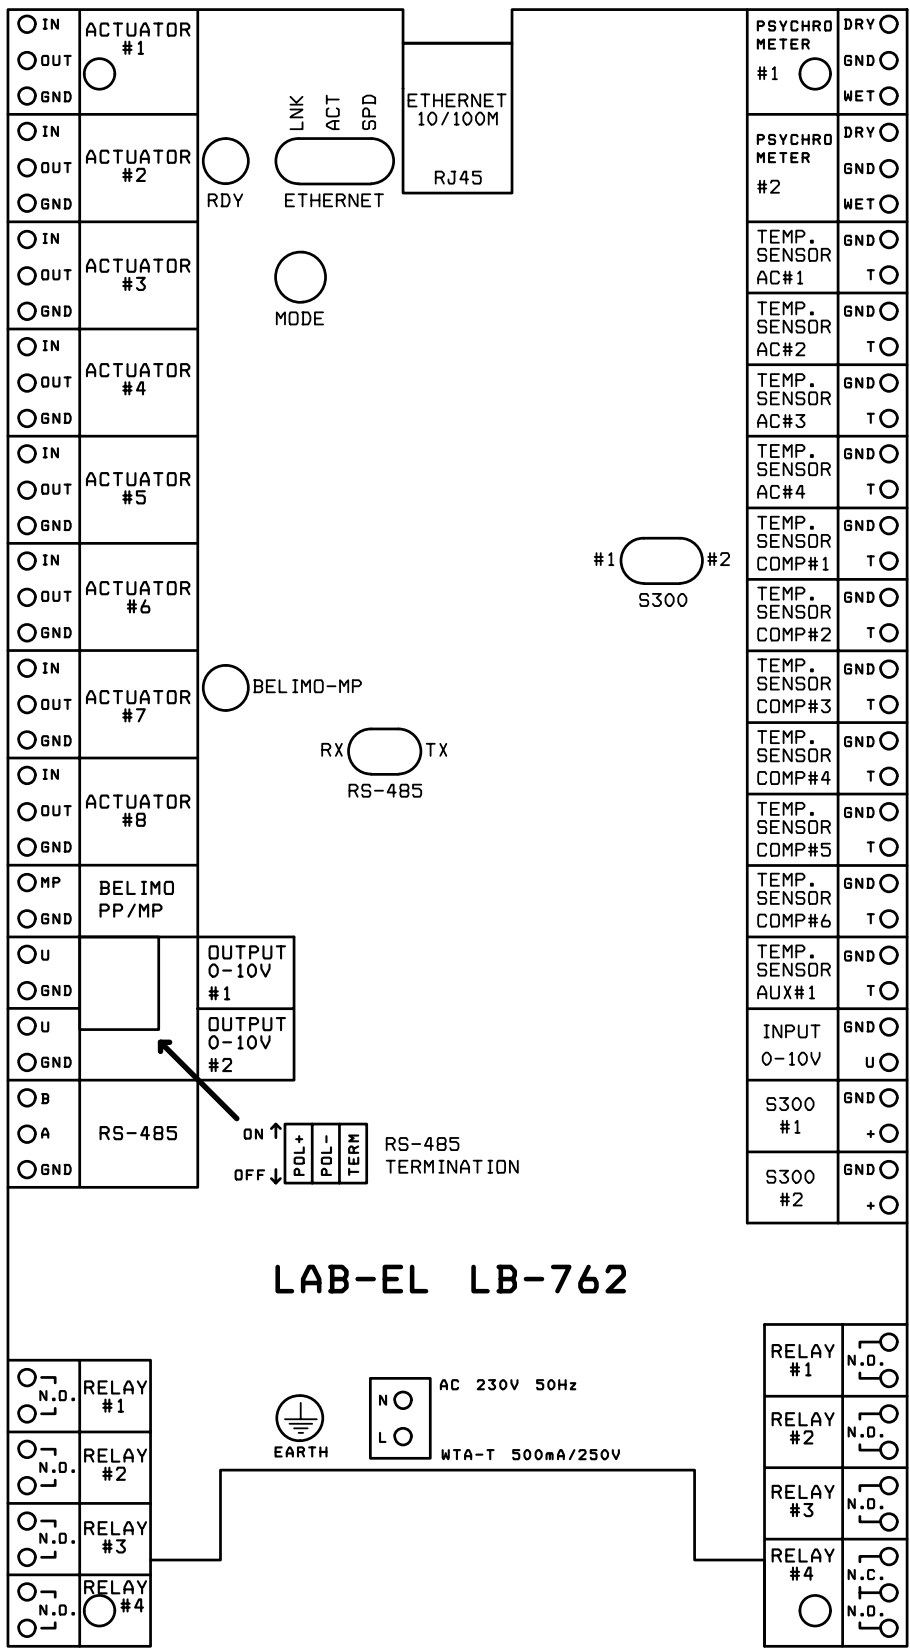 IN
OUT
GND
ACTUATOR
#1
IN
OUT
GND
ACTUATOR
#2
IN
OUT
GND
ACTUATOR
#3
IN
OUT
GND
ACTUATOR
#4
IN
OUT
GND
ACTUATOR
#5
IN
OUT
GND
ACTUATOR
#6
IN
OUT
GND
ACTUATOR
#7
IN
OUT
GND
ACTUATOR
#8
MP
GND
BELIMO
PP/MP
U
GND
OUTPUT
0-10V
#1
U
GND
OUTPUT
0-10V
#2
B
A
GND
RS-485
LNK
ACT
SPD
ETHERNET
RDY
MODE
ETHERNET
10/100M
RJ45
#1
#2
S300
BELIMO-MP
RX
TX
RS-485
ON
OFF
POL+
POL-
TERM
RS-485
TERMINATION
PSYCHRO
METER
#1
DRY
GND
WET
PSYCHRO
METER
#2
DRY
GND
WET
TEMP.
SENSOR
AC#1
GND
T
TEMP.
SENSOR
AC#2
GND
T
TEMP.
SENSOR
AC#3
GND
T
TEMP.
SENSOR
AC#4
GND
T
TEMP.
SENSOR
COMP#1
GND
T
TEMP.
SENSOR
COMP#2
GND
T
TEMP.
SENSOR
COMP#3
GND
T
TEMP.
SENSOR
COMP#4
GND
T
TEMP.
SENSOR
COMP#5
GND
T
TEMP.
SENSOR
COMP#6
GND
T
TEMP.
SENSOR
AUX#1
GND
T
INPUT
0-10V
GND
U
S300
#1
GND
+
S300
#2
GND
+
LAB-EL LB-762
N.O.
RELAY
#1
N.O.
RELAY
#2
N.O.
RELAY
#3
N.O.
RELAY
#4
EARTH
N
L
AC 230V 50Hz
WTA-T 500mA/250V
RELAY
#1
N.O.
RELAY
#2
N.O.
RELAY
#3
N.O.
RELAY
#4
N.C.
N.O.